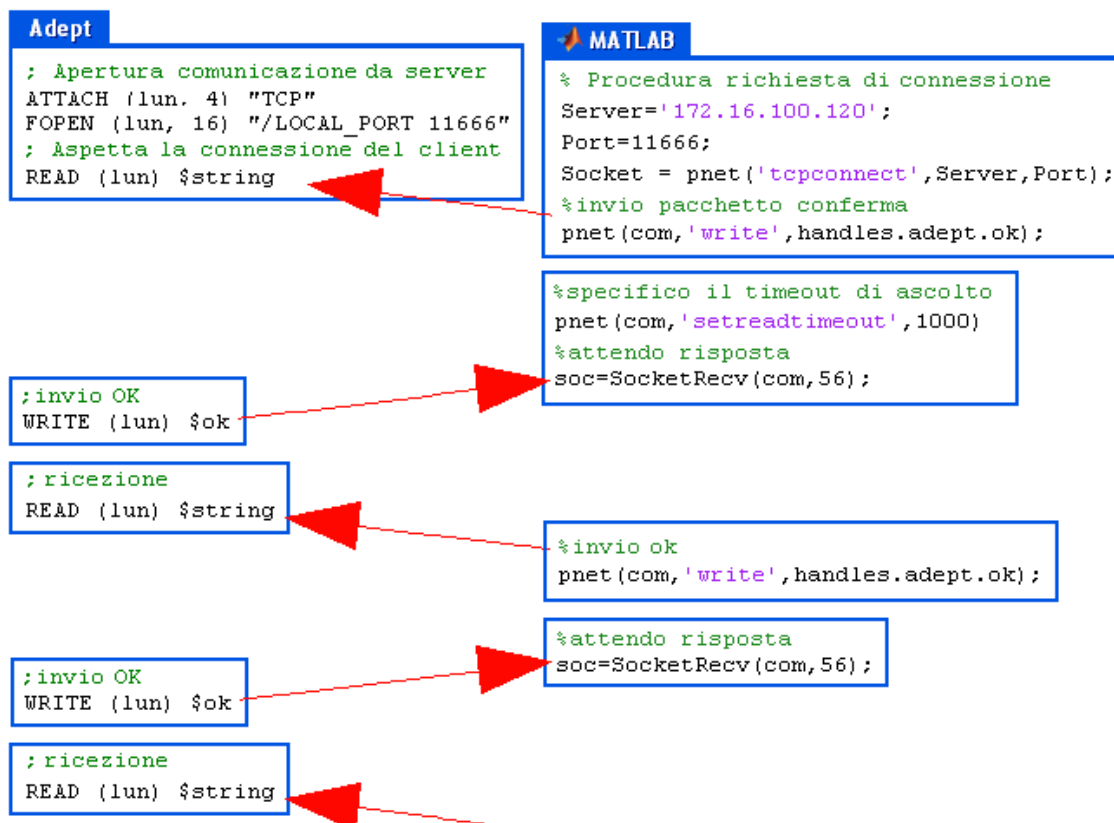 Adept
; Apertura comunicazione da server
ATTACH (lun, 4) "TCP"
FOPEN (lun, 16) "/LOCAL_PORT 11666"
; Aspetta la connessione del client
READ (lun) $string
MATLAB
% Procedura richiesta di connessione
Server='172.16.100.120';
Port=11666;
Socket = pnet('tcpconnect',Server,Port);
%invio pacchetto conferma
pnet(com,'write',handles.adept.ok);
%specifico il timeout di ascolto
pnet(com,'setreadtimeout',1000)
%attendo risposta
soc=SocketRecv(com,56);
;invio OK
WRITE (lun) $ok
; ricezione
READ (lun) $string
%invio ok
pnet(com,'write',handles.adept.ok);
%attendo risposta
soc=SocketRecv(com,56);
;invio OK
WRITE (lun) $ok
; ricezione
READ (lun) $string